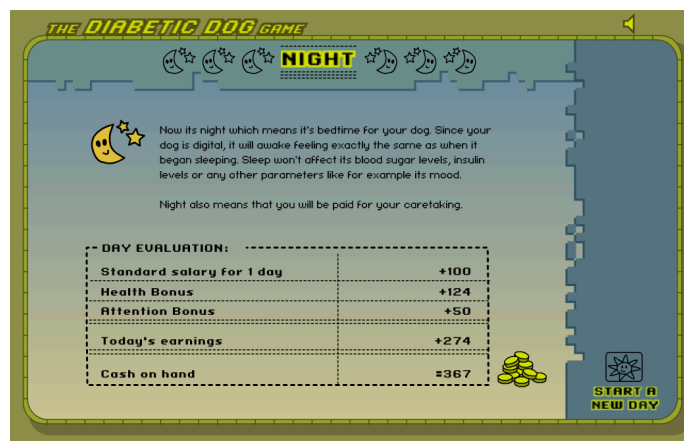 THE DIABETIC DOG GAME
NIGHT
Now its night which means it's bedtime for your dog. Since your
dog is digital, it will awake feeling exactly the same as when it
began sleeping. Sleep won't affect its blood sugar levels, insulin
levels or any other parameters like for example its mood.
Night also means that you will be paid for your caretaking.
DAY EVALUATION:
Standard salary for 1 day +100
Health Bonus +124
Attention Bonus +50
Today's earnings +274
Cash on hand =367
START A
NEW DAY